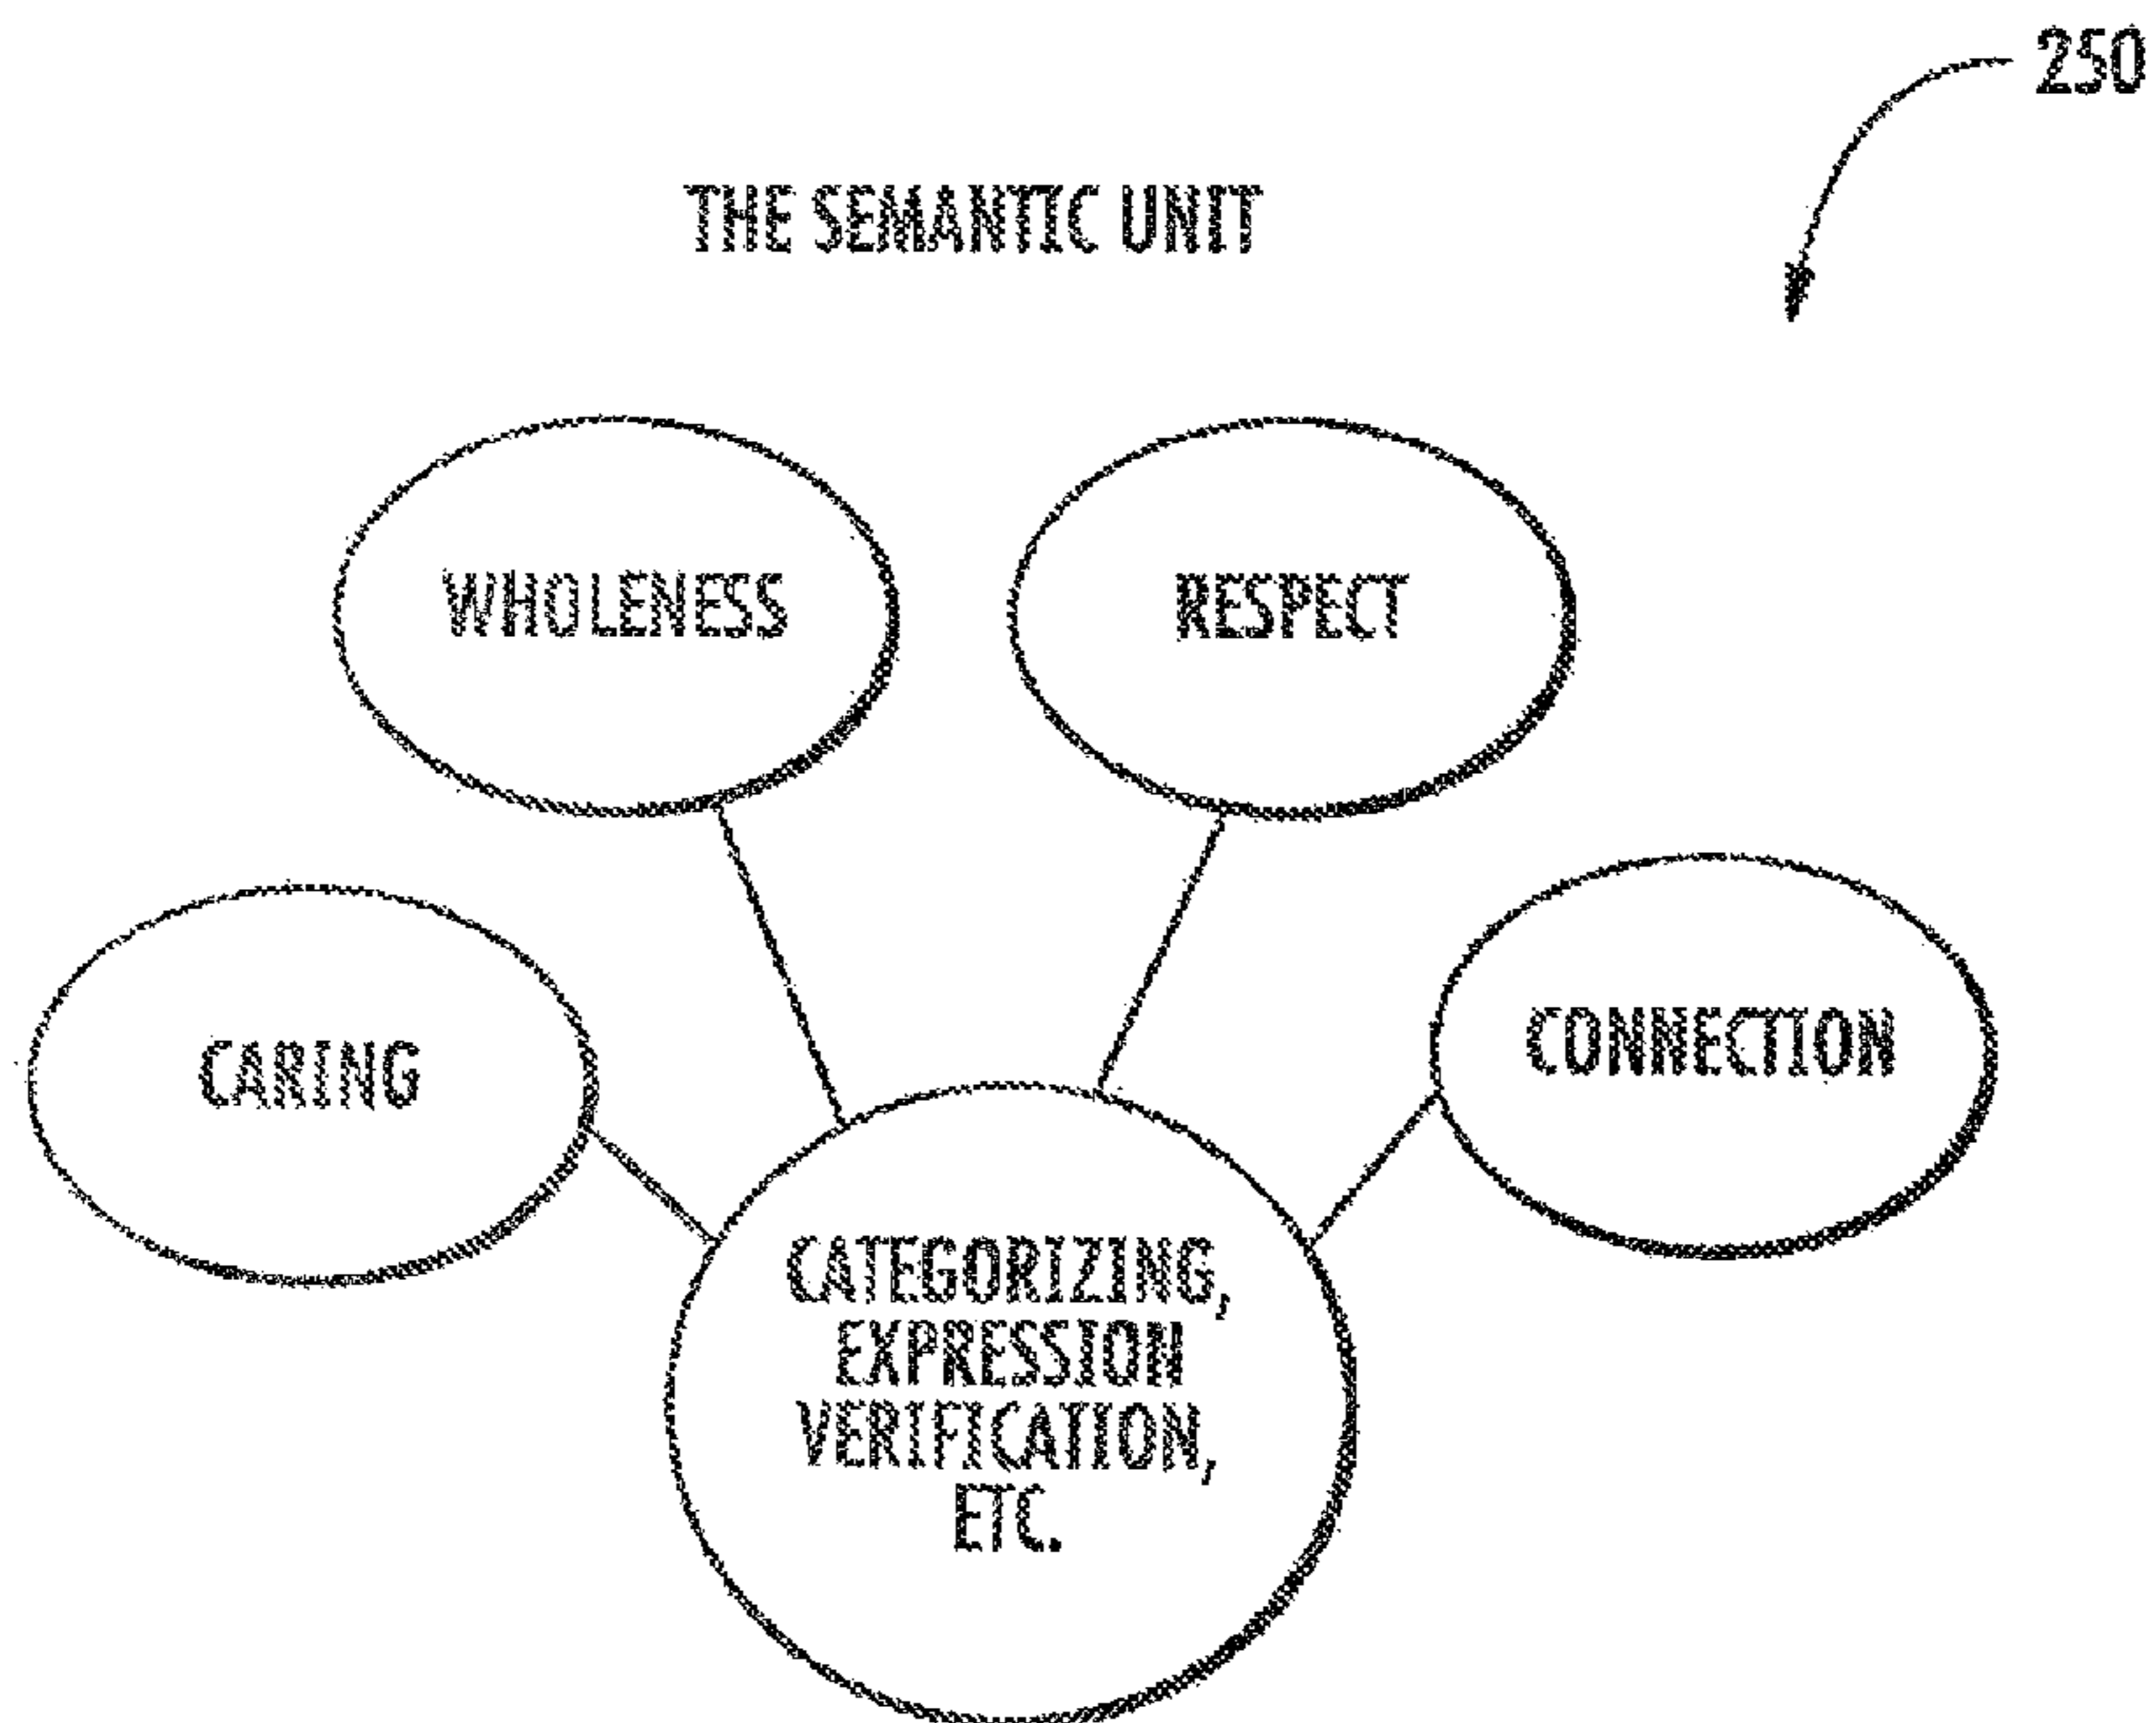 250
THE SEMANTIC UNIT
WHOLENESS
RESPECT
CARING
CONNECTION
CATEGORIZING,
EXPRESSION
VERIFICATION,
ETC.